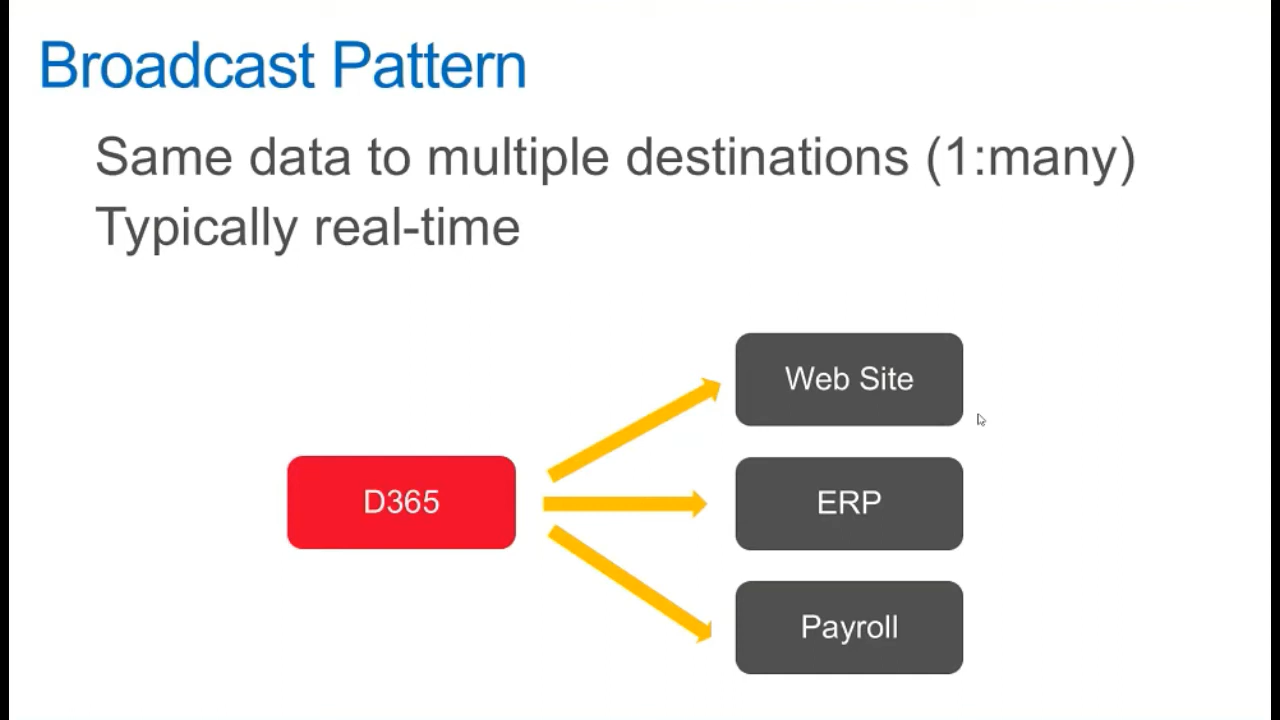 Broadcast Pattern
Same data to multiple destinations (1:many)
Typically real-time
Web Site
D365
ERP
Payroll